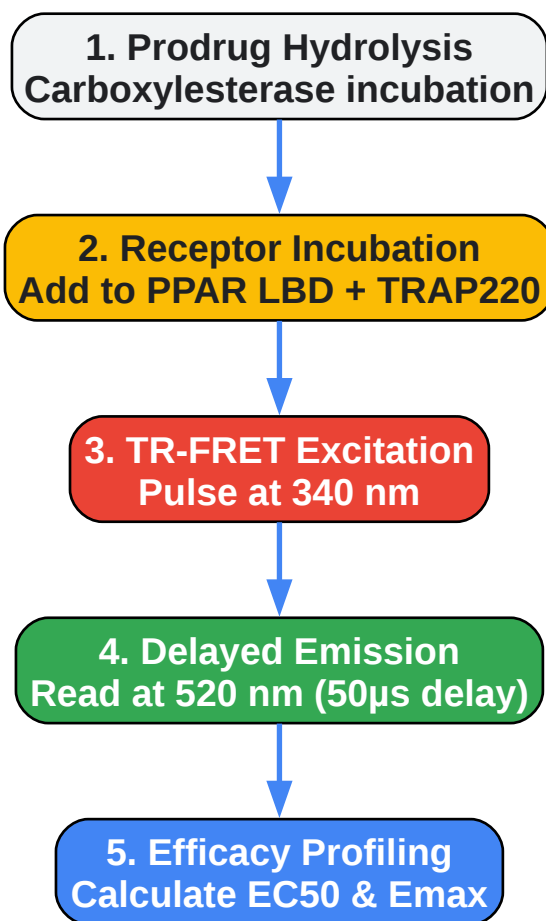 1. Prodrug Hydrolysis
Carboxylesterase incubation
2. Receptor Incubation
Add to PPAR LBD + TRAP220
3. TR-FRET Excitation
Pulse at 340 nm
4. Delayed Emission
Read at 520 nm (50µs delay)
5. Efficacy Profiling
Calculate EC50 & Emax